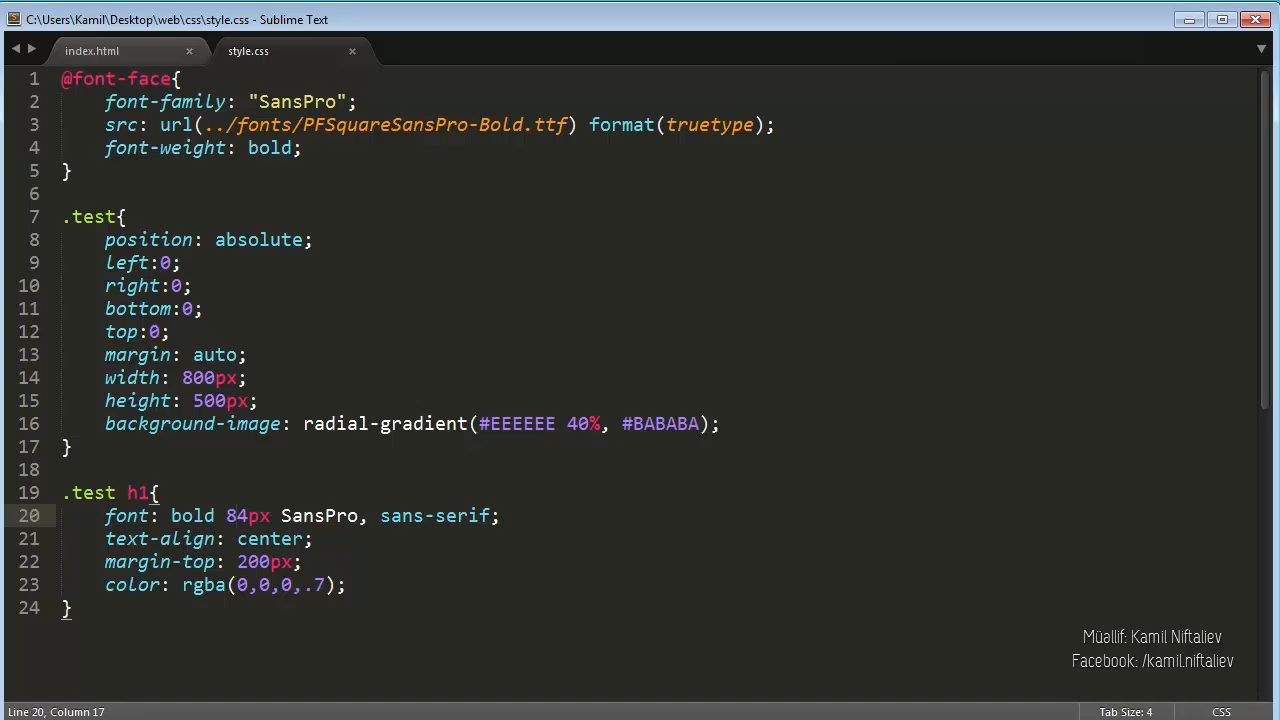 C:\Users\Kamil\Desktop\web\css\style.css - Sublime Text
index.html × style.css ×
1 @font-face{
2 font-family: "SansPro";
3 src: url(../fonts/PFSquareSansPro-Bold.ttf) format(truetype);
4 font-weight: bold;
5 }
6
7 .test{
8 position: absolute;
9 left:0;
10 right:0;
11 bottom:0;
12 top:0;
13 margin: auto;
14 width: 800px;
15 height: 500px;
16 background-image: radial-gradient(#EEEEEE 40%, #BABABA);
17 }
18
19 .test h1{
20 font: bold 84px SansPro, sans-serif;
21 text-align: center;
22 margin-top: 200px;
23 color: rgba(0,0,0,.7);
24 }
Müəllif: Kamil Niftaliev
Facebook: /kamil.niftaliev
Line 20, Column 17 Tab Size: 4 CSS